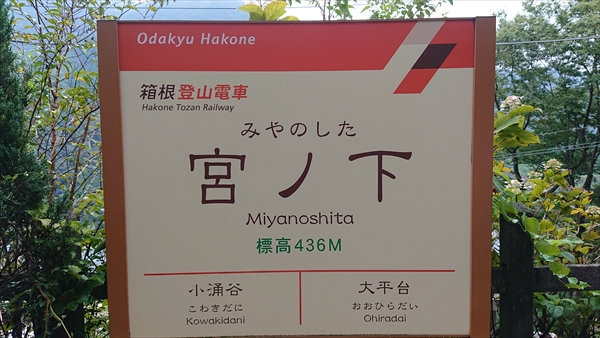 Odakyu Hakone
箱根登山電車
Hakone Tozan Railway
みやのした
宮ノ下
Miyanoshita
標高436M
小涌谷
こわきだに
Kowakidani
大平台
おおひらだい
Ohiradai